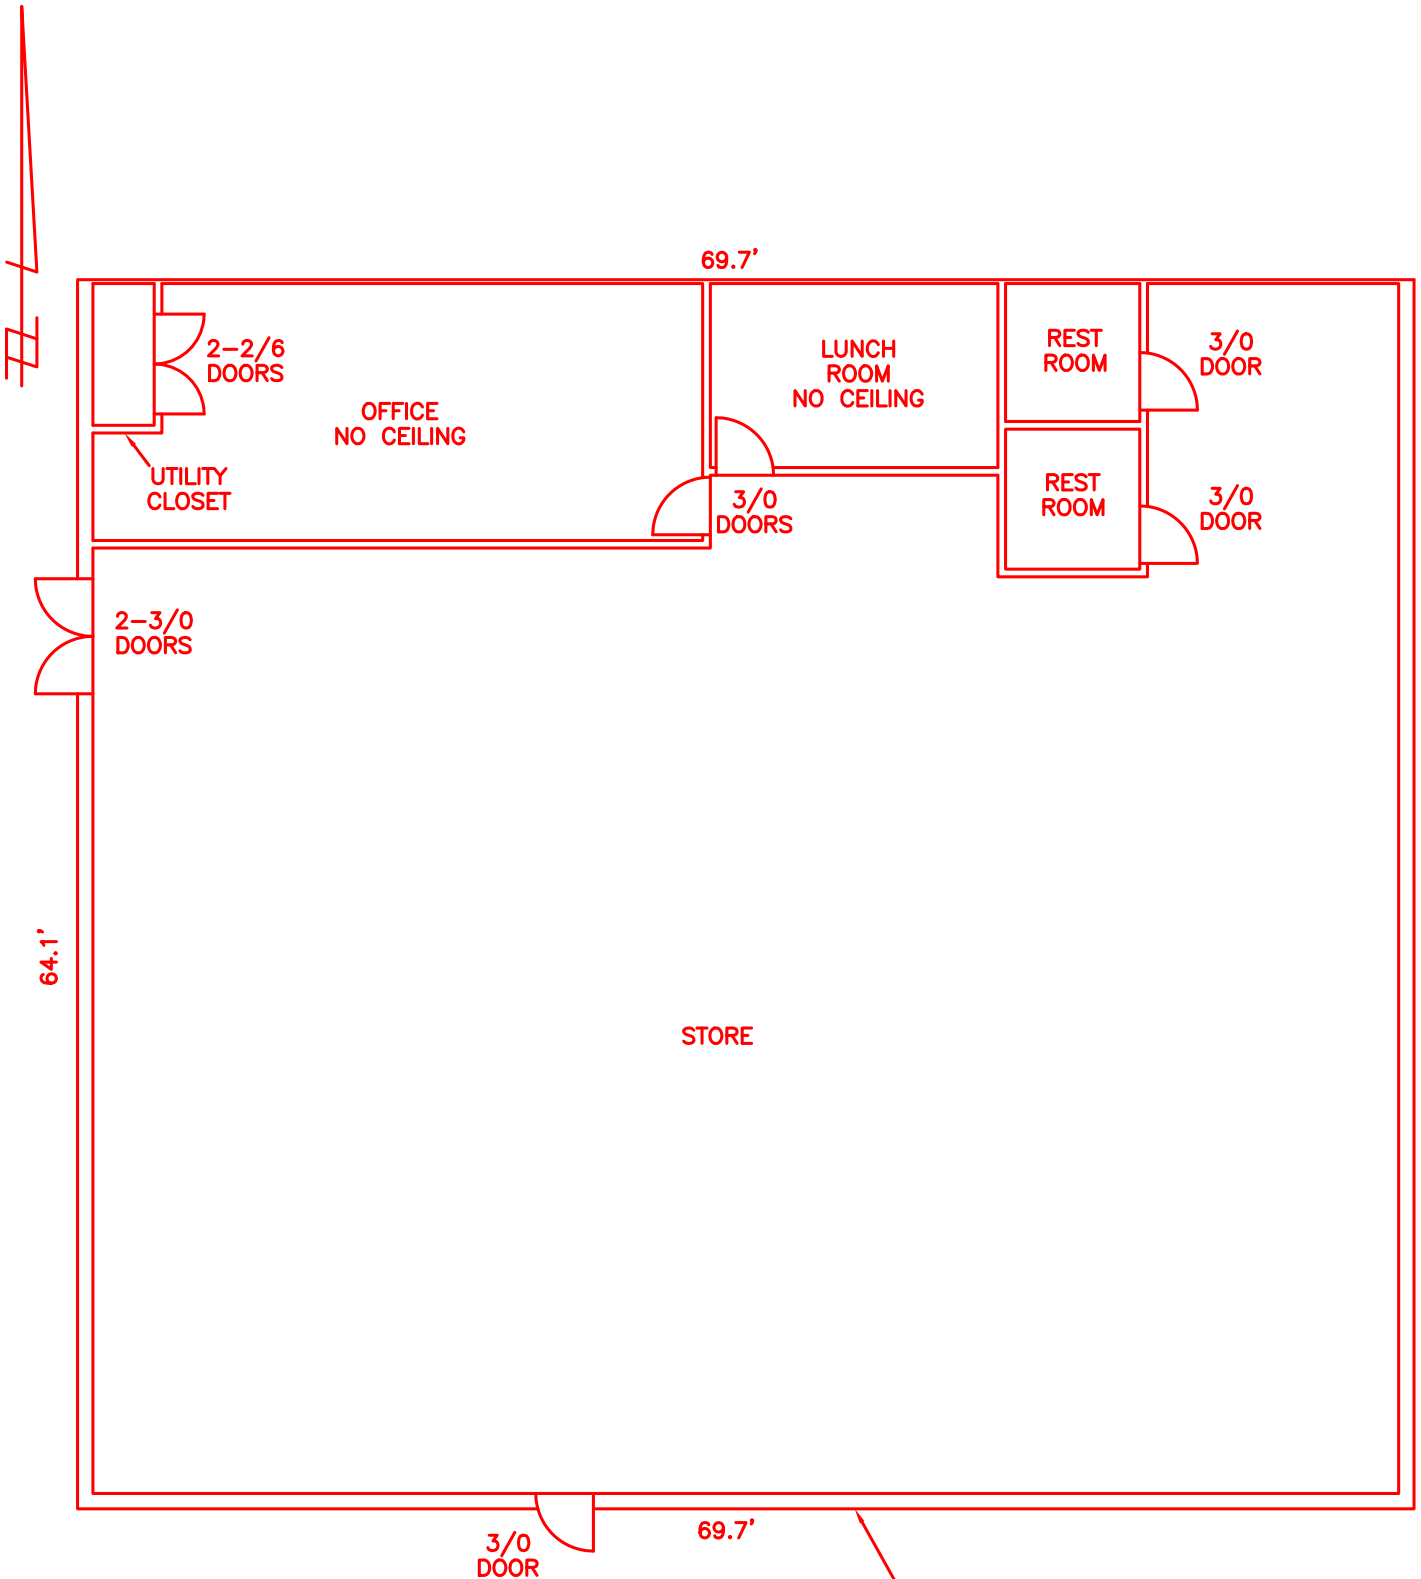 69.7'
N
2-2/6
DOORS
OFFICE
NO CEILING
LUNCH
ROOM
NO CEILING
REST
ROOM
3/0
DOOR
UTILITY
CLOSET
3/0
DOORS
REST
ROOM
3/0
DOOR
2-3/0
DOORS
64.1'
STORE
69.7'
3/0
DOOR